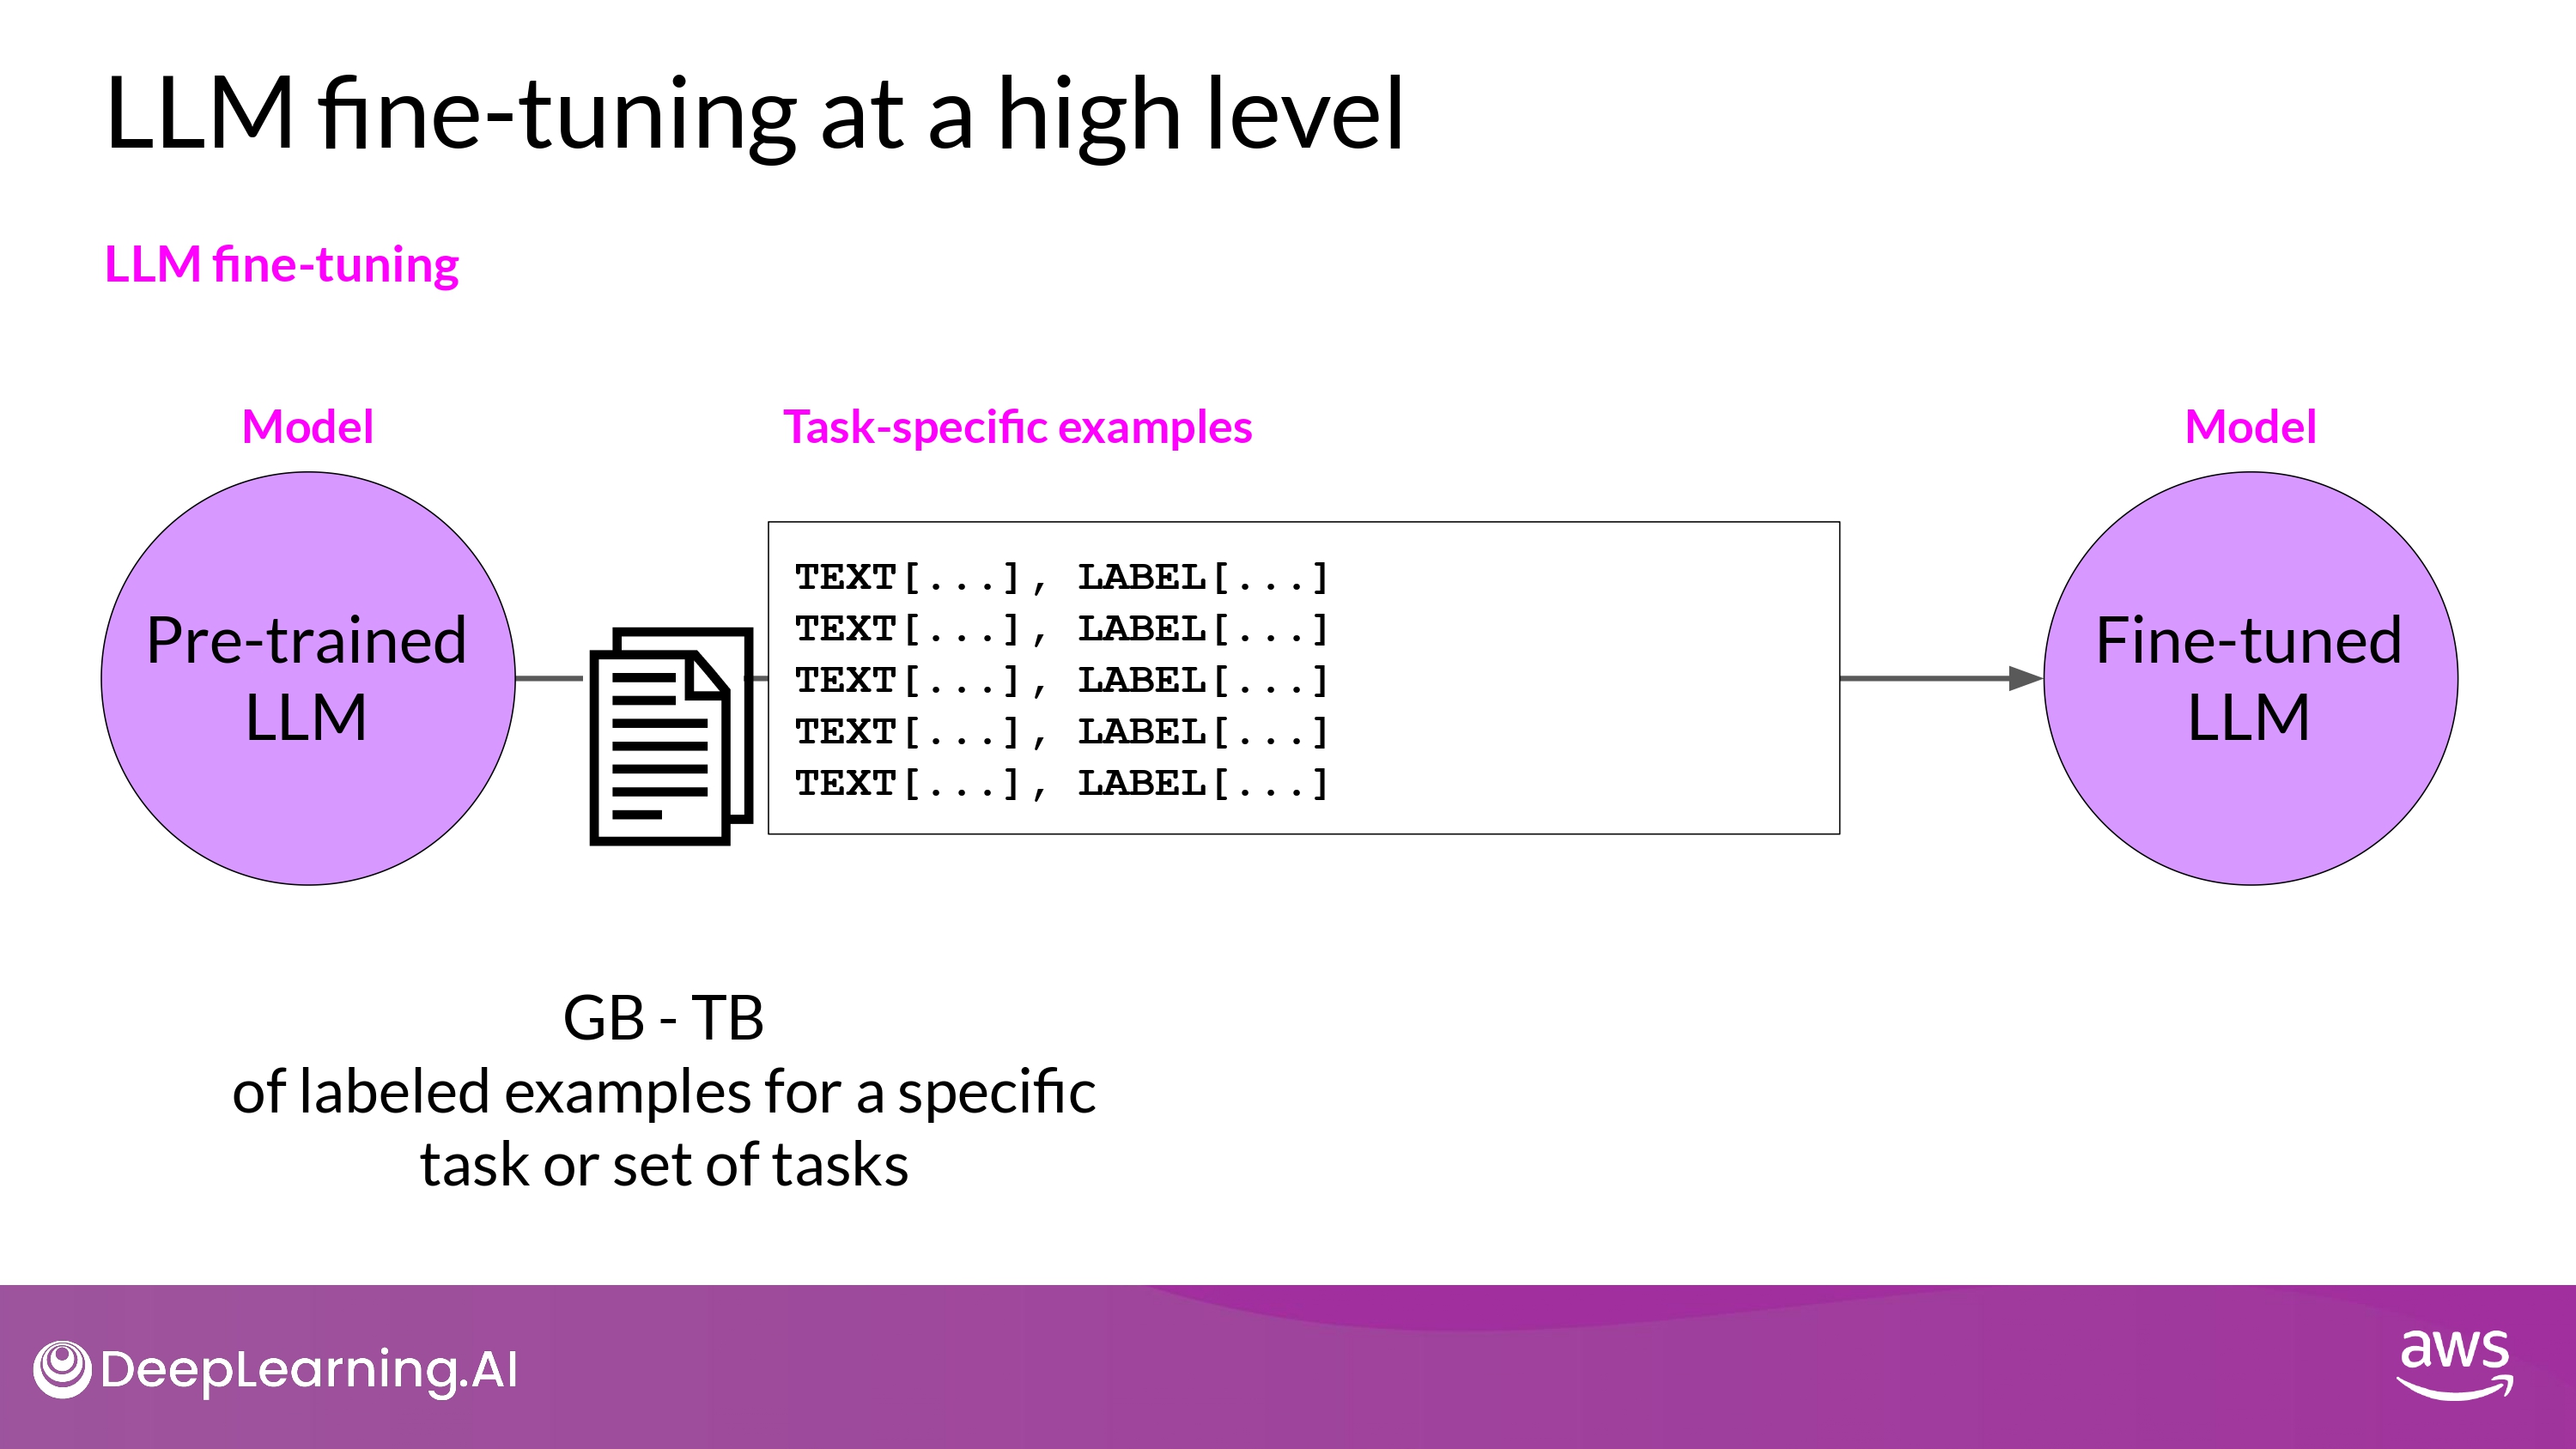 LLM fine-tuning at a high level
LLM fine-tuning
Model
Task-specific examples
Model
Pre-trained
LLM
TEXT[...], LABEL[...]
TEXT[...], LABEL[...]
TEXT[...], LABEL[...]
TEXT[...], LABEL[...]
TEXT[...], LABEL[...]
Fine-tuned
LLM
GB - TB
of labeled examples for a specific
task or set of tasks
DeepLearning.AI
aws